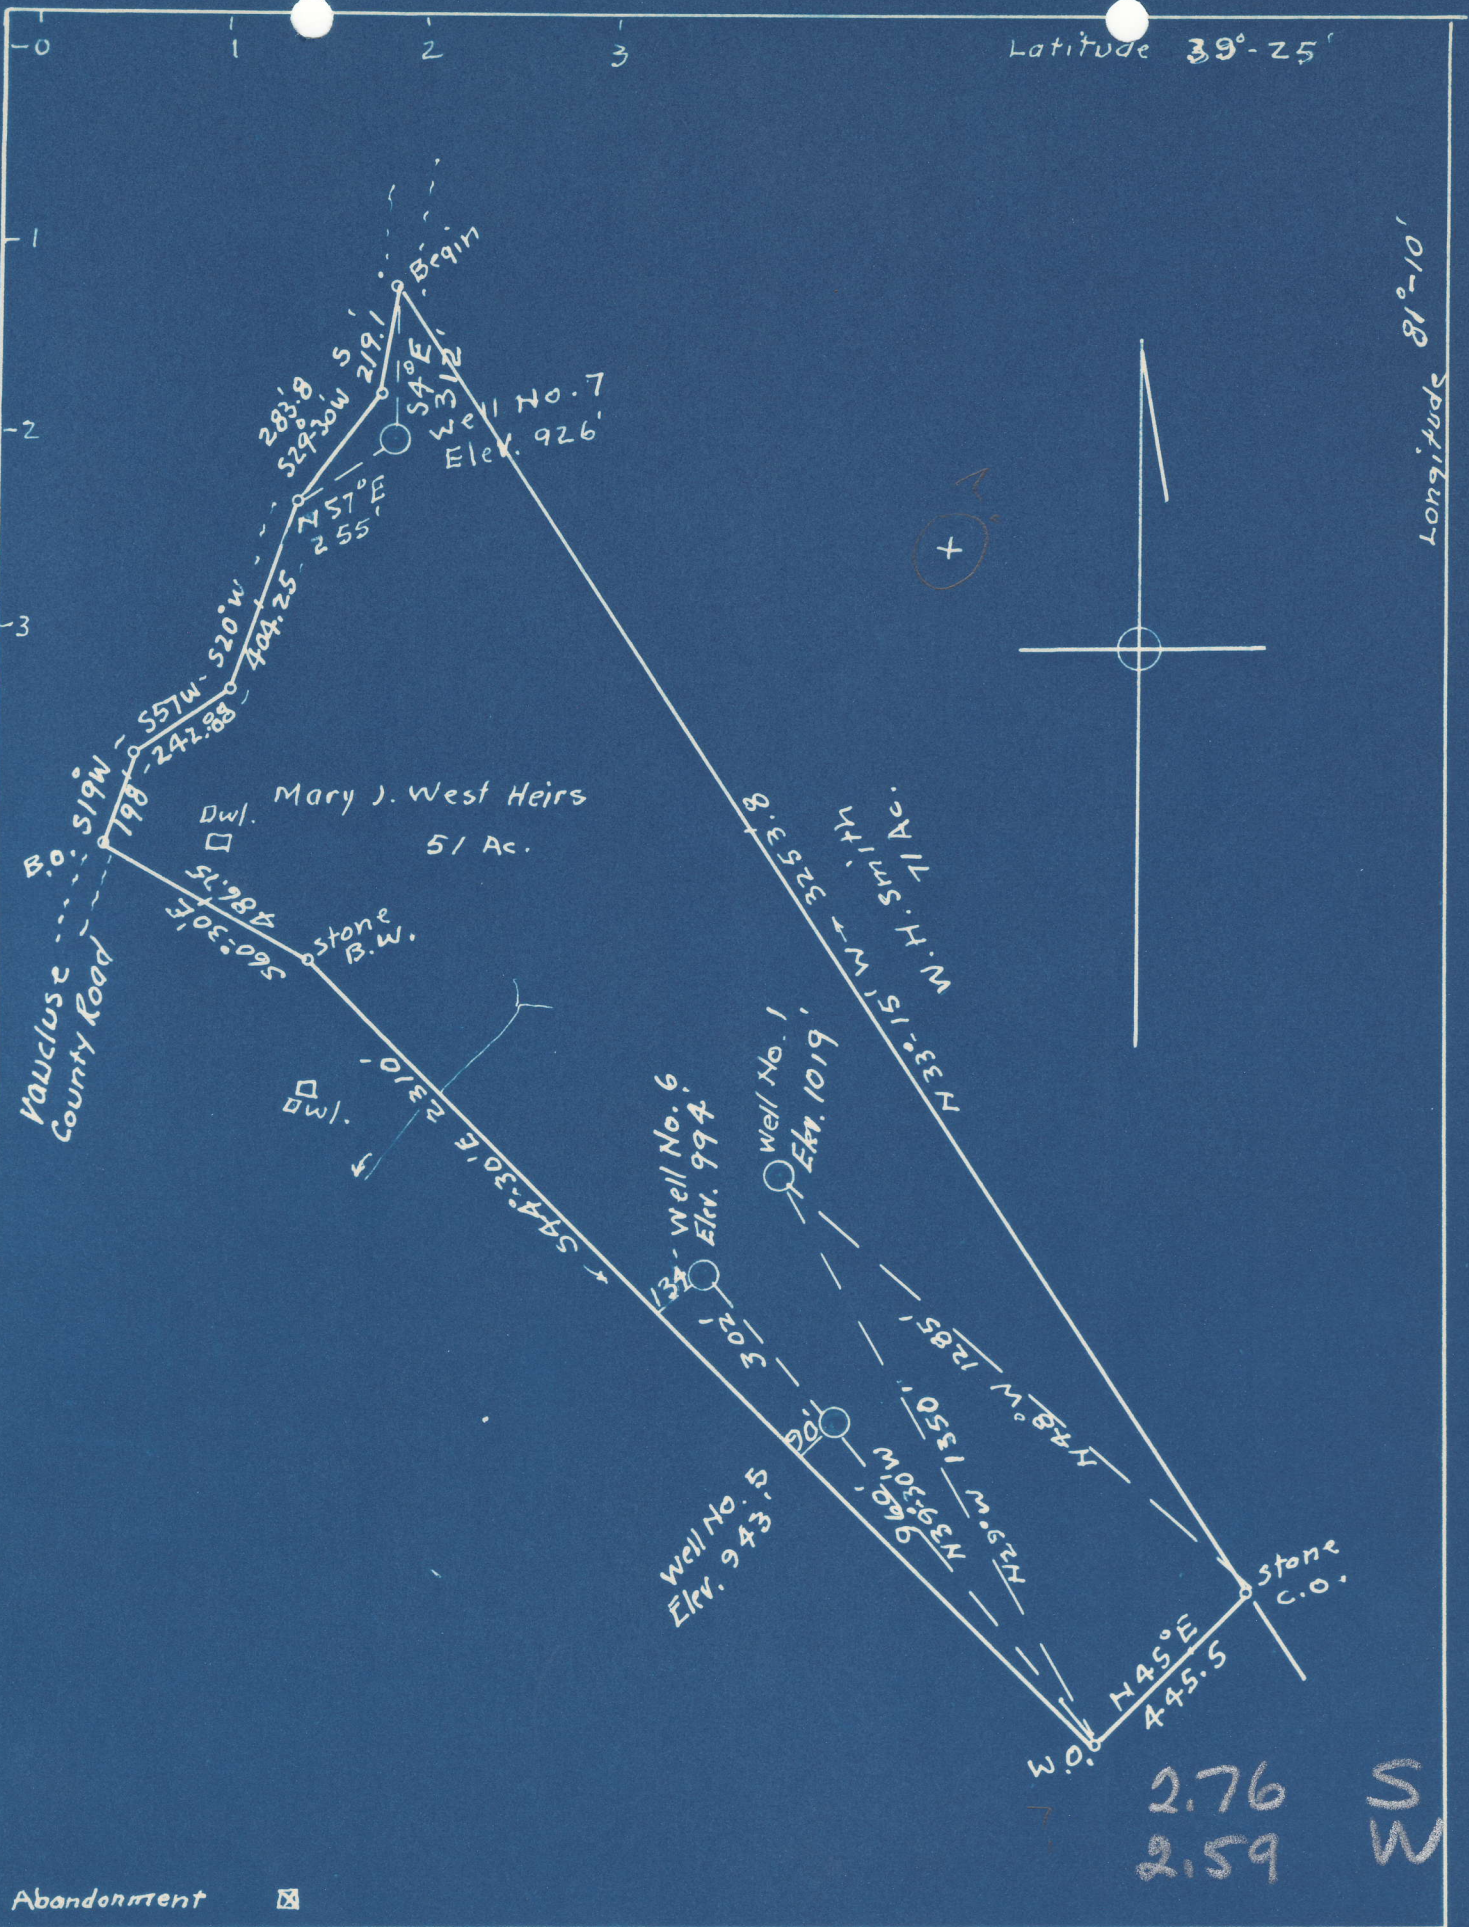 -0 1 2 3
Latitude 39°-25'
-1
-2
-3
Longitude 81°-10'
Begin
219.1'
S
S4°E
312'
Well No. 7
Elev. 926'
283.8'
S29°-30'W
N57°E
255'
S20°W
404.25
S57W
242.88
S19°W
198
B.O.
Dwl.
Mary J. West Heirs
51 Ac.
486.75
S60°-30'E
stone
B.W.
Vaucluse
County Road
Dwl.
2310'
S44°-30'E
N33°-15'W
3253.8
W.H. Smith
71 Ac.
Well No. 1
Elev. 1019'
Well No. 6
Elev. 994'
134'
302'
90'
Well No. 5
Elev. 943'
960'
N39°-30'W
N29°W 1350'
N48°W 1285'
stone
C.O.
N45°E
445.5
W.O.
2.76 S
2.59 W
Abandonment